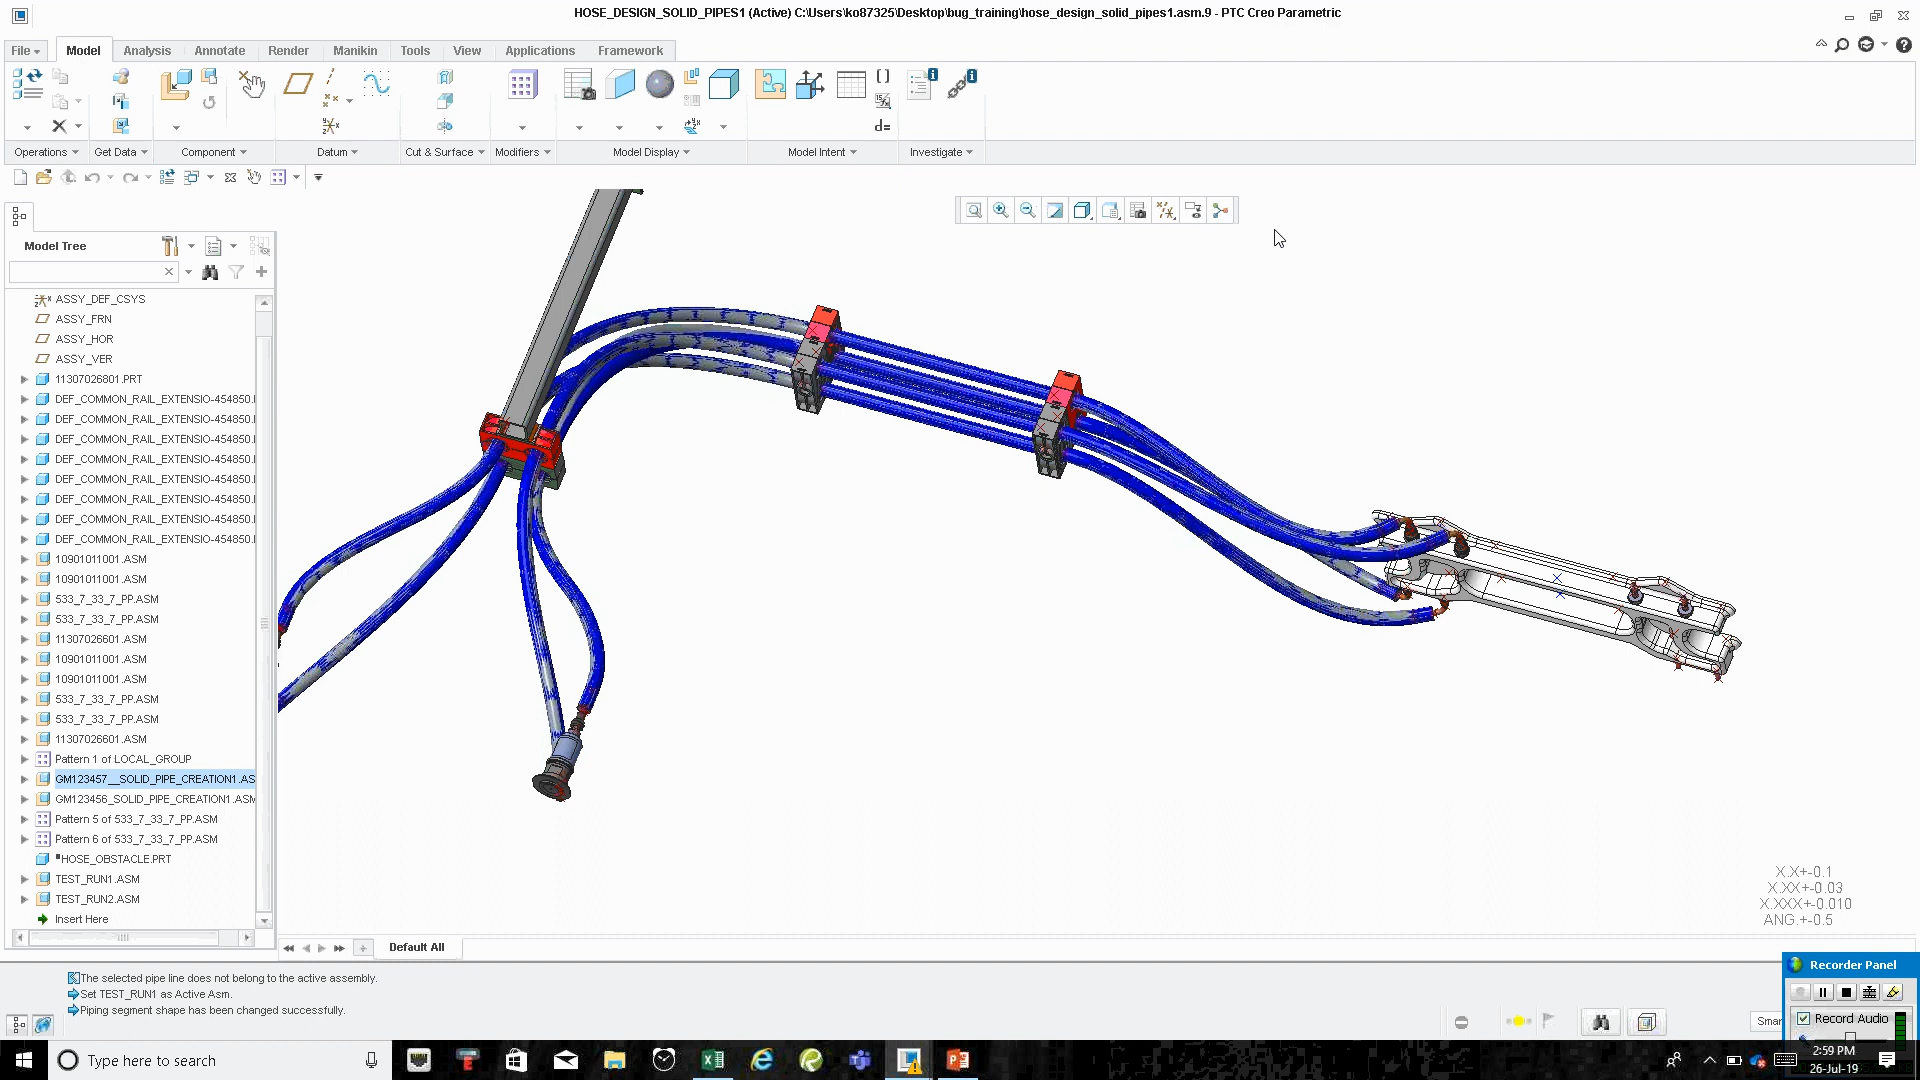 HOSE_DESIGN_SOLID_PIPES1 (Active) C:\Users\ko87325\Desktop\bug_training\hose_design_solid_pipes1.asm.9 - PTC Creo Parametric
File Model Analysis Annotate Render Manikin Tools View Applications Framework
Operations Get Data Component Datum Cut & Surface Modifiers Model Display Model Intent Investigate
Model Tree
ASSY_DEF_CSYS
ASSY_FRN
ASSY_HOR
ASSY_VER
11307026801.PRT
DEF_COMMON_RAIL_EXTENSIO-454850.
DEF_COMMON_RAIL_EXTENSIO-454850.
DEF_COMMON_RAIL_EXTENSIO-454850.
DEF_COMMON_RAIL_EXTENSIO-454850.
DEF_COMMON_RAIL_EXTENSIO-454850.
DEF_COMMON_RAIL_EXTENSIO-454850.
DEF_COMMON_RAIL_EXTENSIO-454850.
DEF_COMMON_RAIL_EXTENSIO-454850.
10901011001.ASM
10901011001.ASM
533_7_33_7_PP.ASM
533_7_33_7_PP.ASM
11307026601.ASM
10901011001.ASM
10901011001.ASM
533_7_33_7_PP.ASM
533_7_33_7_PP.ASM
11307026601.ASM
Pattern 1 of LOCAL_GROUP
GM123457__SOLID_PIPE_CREATION1.AS
GM123456_SOLID_PIPE_CREATION1.ASM
Pattern 5 of 533_7_33_7_PP.ASM
Pattern 6 of 533_7_33_7_PP.ASM
HOSE_OBSTACLE.PRT
TEST_RUN1.ASM
TEST_RUN2.ASM
Insert Here
X.X+-0.1
X.XX+-0.03
X.XXX+-0.010
ANG.+-0.5
Default All
The selected pipe line does not belong to the active assembly.
Set TEST_RUN1 as Active Asm.
Piping segment shape has been changed successfully.
Recorder Panel
Smar
Record Audio
Type here to search
2:59 PM
26-Jul-19